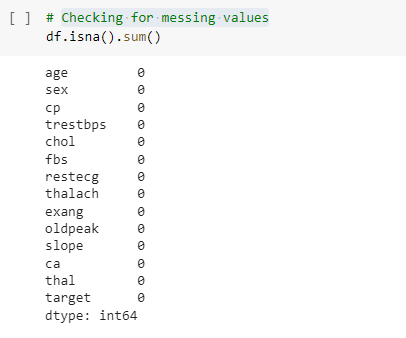 [ ] # Checking for messing values
df.isna().sum()
age 0
sex 0
cp 0
trestbps 0
chol 0
fbs 0
restecg 0
thalach 0
exang 0
oldpeak 0
slope 0
ca 0
thal 0
target 0
dtype: int64